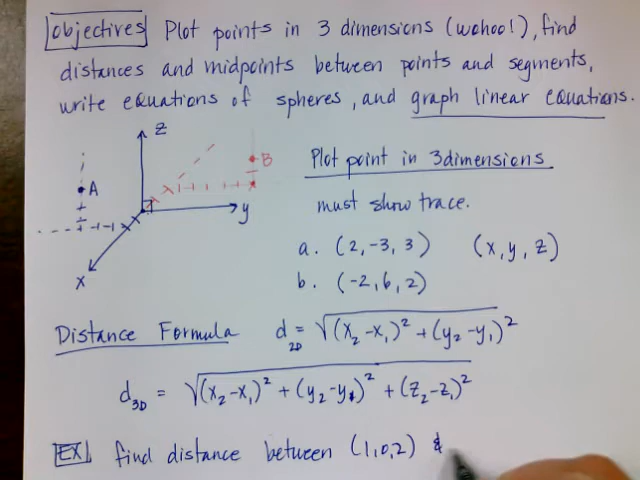 Objectives Plot points in 3 dimensions (wohoo!), find
distances and midpoints between points and segments,
write equations of spheres, and graph linear equations.
z
A
B
y
x
Plot point in 3dimensions
must show trace.
a. (2,-3, 3) (x, y, z)
b. (-2, 6, 2)
Distance Formula d2D = √(x₂-x₁)² + (y₂-y₁)²
d3D = √(x₂-x₁)² + (y₂-y₁)² + (z₂-z₁)²
EX find distance between (1,0,2) &